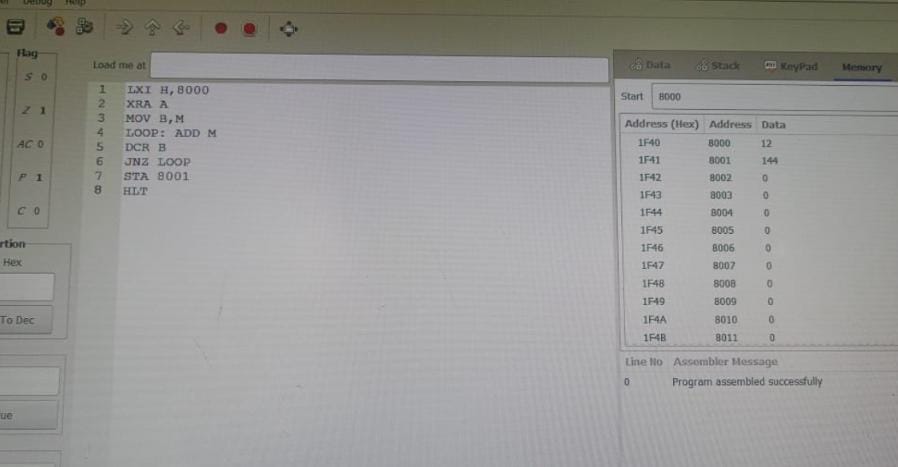 Debug Help
Flag
S 0
Z 1
AC 0
P 1
C 0
Hex
To Dec
Load me at
1 LXI H,8000
2 XRA A
3 MOV B,M
4 LOOP: ADD M
5 DCR B
6 JNZ LOOP
7 STA 8001
8 HLT
Data Stack KeyPad Memory
Start 8000
Address (Hex) Address Data
1F40 8000 12
1F41 8001 144
1F42 8002 0
1F43 8003 0
1F44 8004 0
1F45 8005 0
1F46 8006 0
1F47 8007 0
1F48 8008 0
1F49 8009 0
1F4A 8010 0
1F4B 8011 0
Line No Assembler Message
0 Program assembled successfully